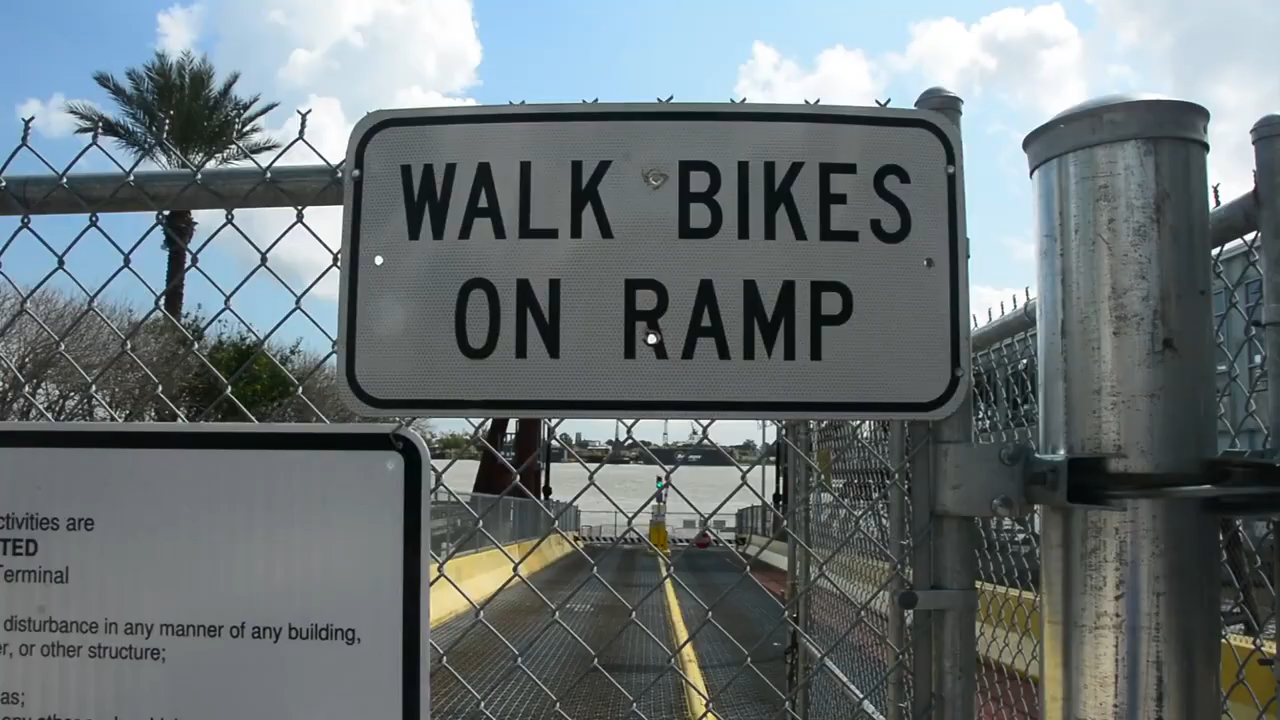 WALK BIKES
ON RAMP
ctivities are
TED
Terminal
disturbance in any manner of any building,
r, or other structure;
as;